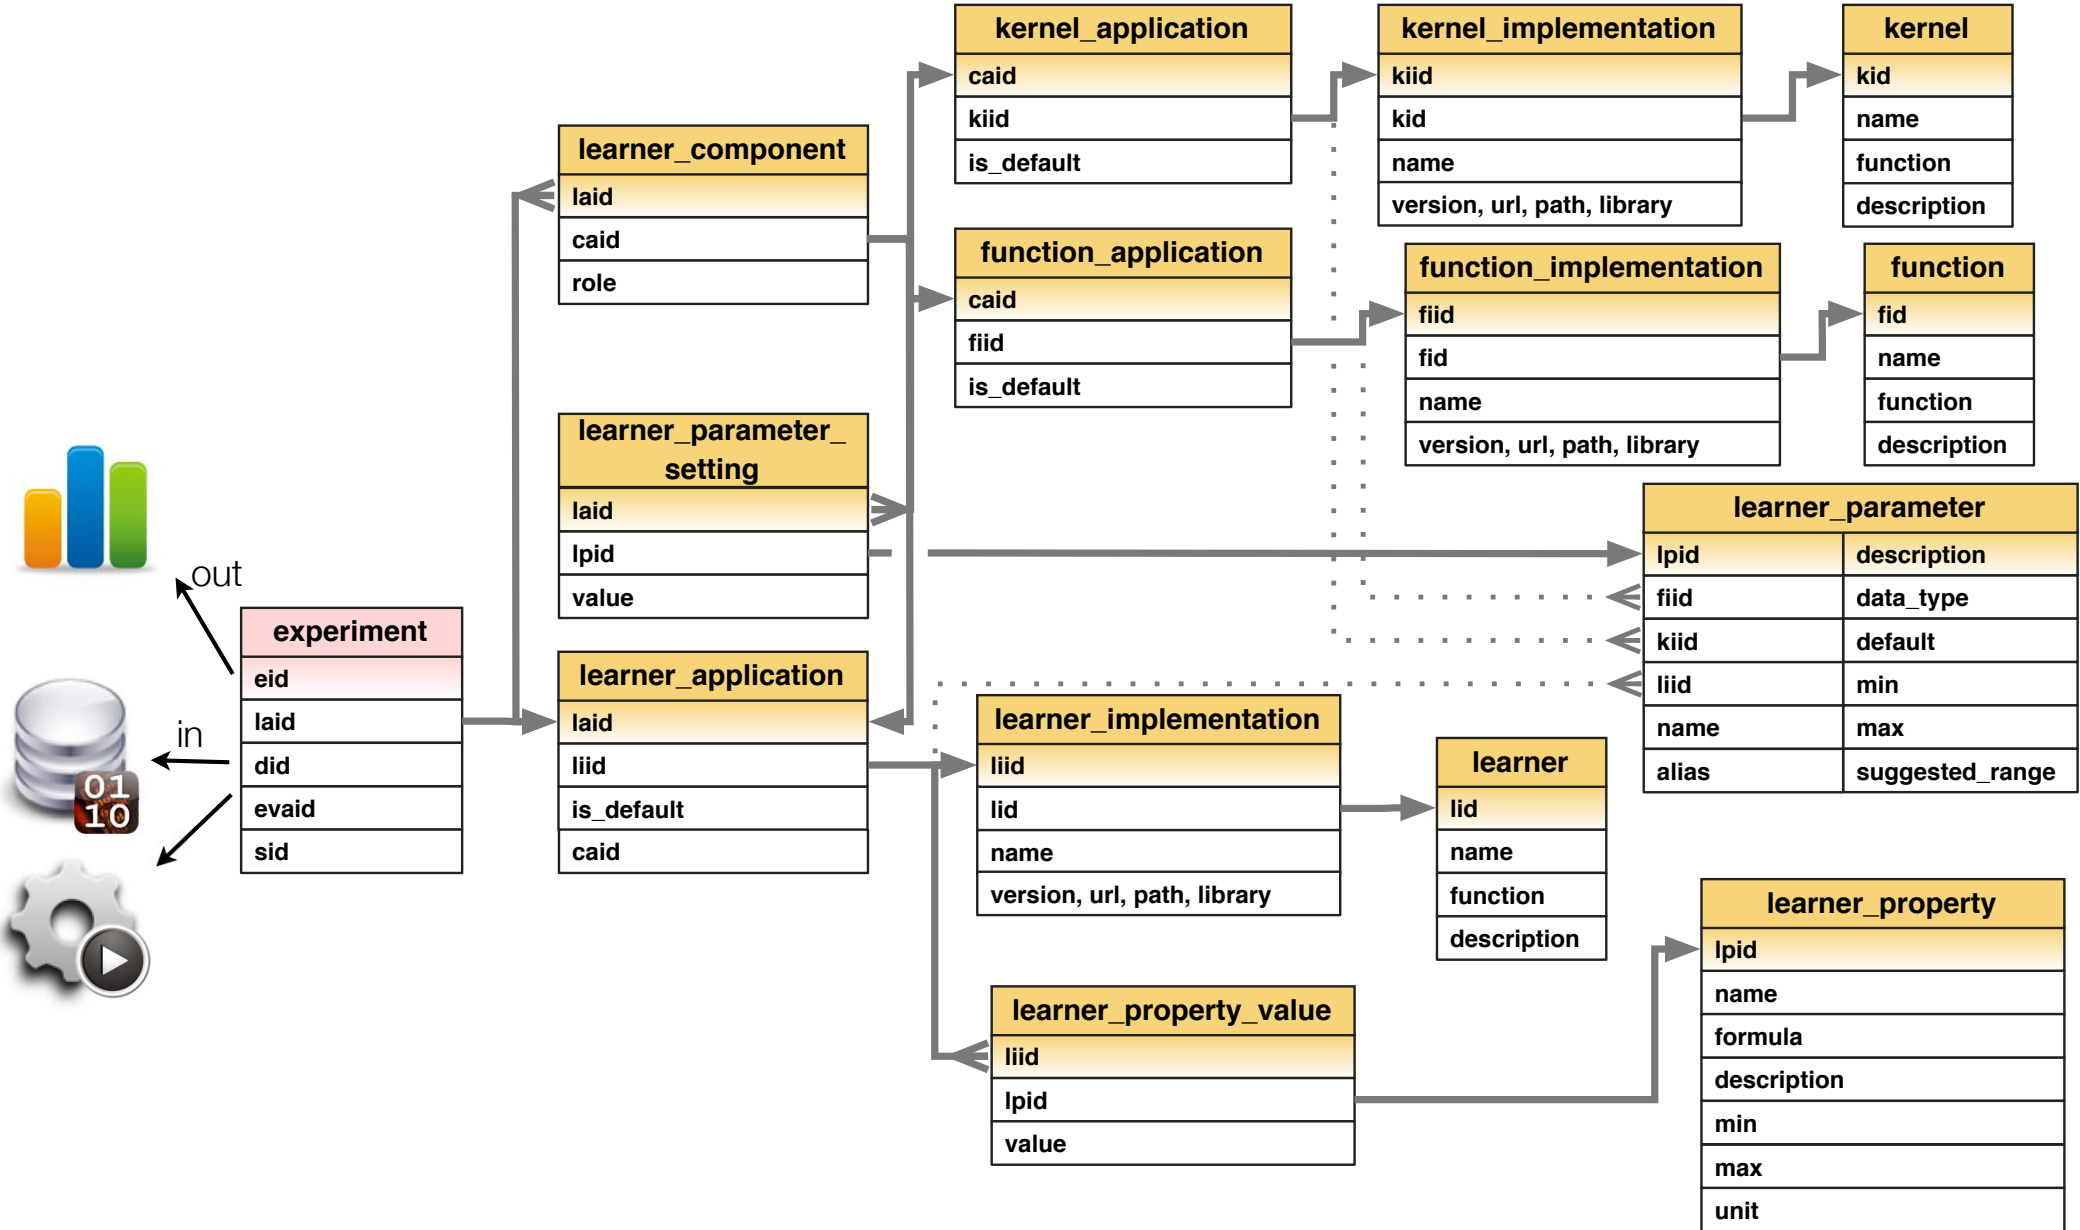 kernel_application
caid
kiid
is_default
kernel_implementation
kiid
kid
name
version, url, path, library
kernel
kid
name
function
description
learner_component
laid
caid
role
function_application
caid
fiid
is_default
function_implementation
fiid
fid
name
version, url, path, library
function
fid
name
function
description
learner_parameter_
setting
laid
lpid
value
learner_parameter
lpid description
fiid data_type
kiid default
liid min
name max
alias suggested_range
out
in
01
10
experiment
eid
laid
did
evaid
sid
learner_application
laid
liid
is_default
caid
learner_implementation
liid
lid
name
version, url, path, library
learner
lid
name
function
description
learner_property_value
liid
lpid
value
learner_property
lpid
name
formula
description
min
max
unit